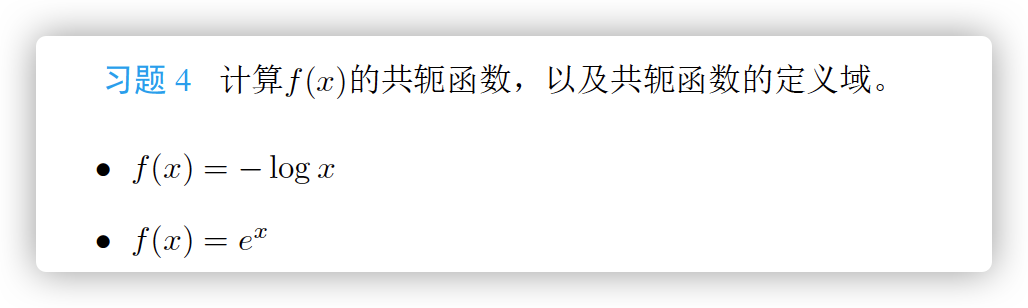 习题 4 计算f(x)的共轭函数，以及共轭函数的定义域。
• f(x) = − log x
• f(x) = eˣ